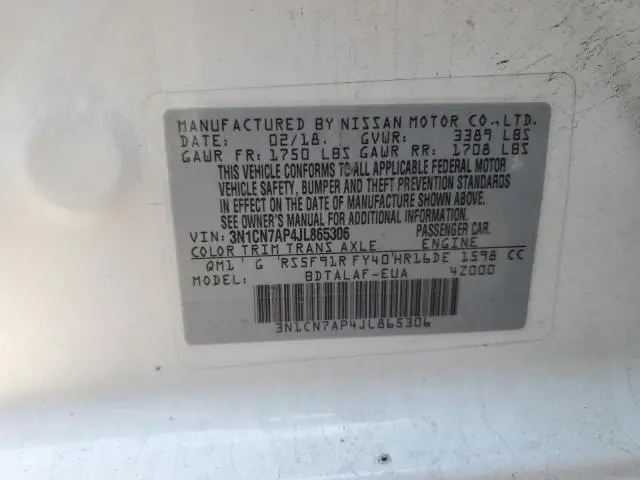 MANUFACTURED BY NISSAN MOTOR CO.,LTD.
DATE: 02/18. GVWR: 3389 LBS
GAWR FR: 1750 LBS GAWR RR: 1708 LBS
THIS VEHICLE CONFORMS TO ALL APPLICABLE FEDERAL MOTOR
VEHICLE SAFETY, BUMPER AND THEFT PREVENTION STANDARDS
IN EFFECT ON THE DATE OF MANUFACTURE SHOWN ABOVE.
SEE OWNER'S MANUAL FOR ADDITIONAL INFORMATION.
VIN: 3N1CN7AP4JL865306 PASSENGER CAR.
COLOR TRIM TRANS AXLE ENGINE
QM1 G RS5F91R FY40 HR16DE 1598 CC
MODEL: BDTALAF-EUA 4Z000
3N1CN7AP4JL865306